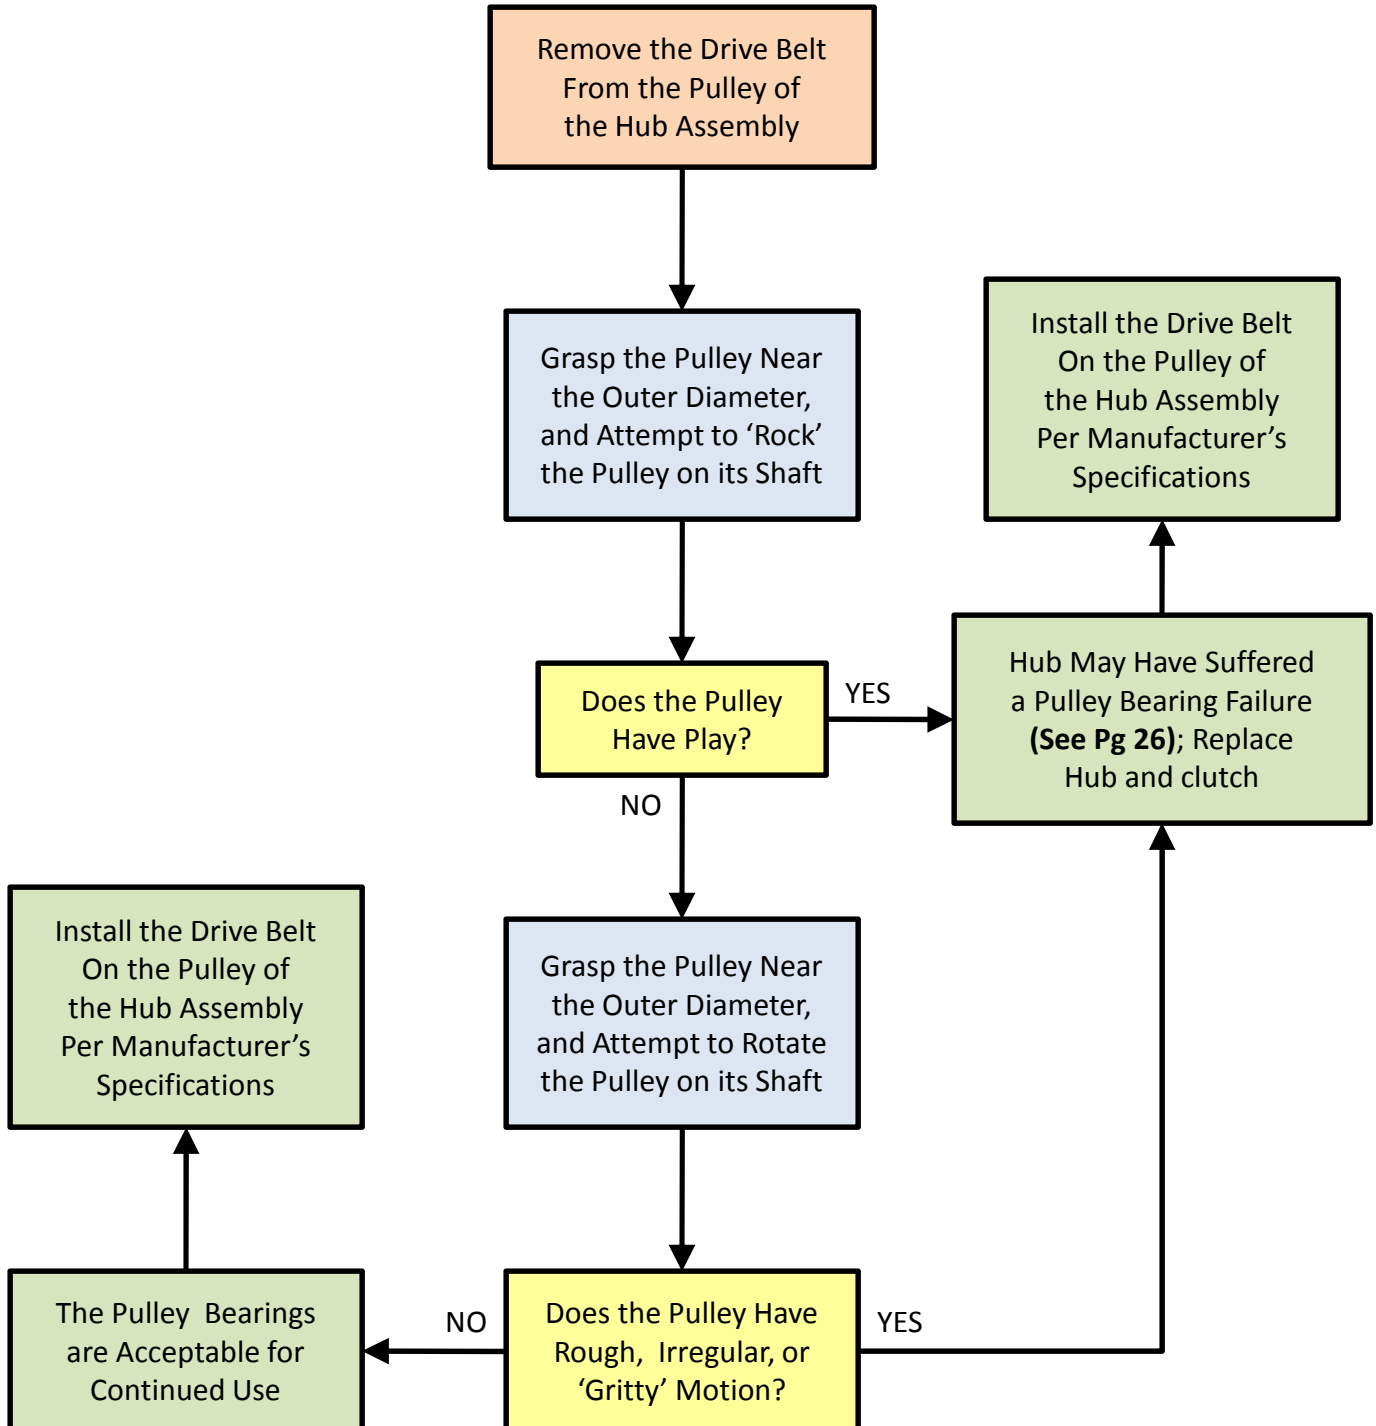 Remove the Drive Belt
From the Pulley of
the Hub Assembly
Grasp the Pulley Near
the Outer Diameter,
and Attempt to ‘Rock’
the Pulley on its Shaft
Install the Drive Belt
On the Pulley of
the Hub Assembly
Per Manufacturer’s
Specifications
Does the Pulley
Have Play?
YES
NO
Hub May Have Suffered
a Pulley Bearing Failure
(See Pg 26); Replace
Hub and clutch
Install the Drive Belt
On the Pulley of
the Hub Assembly
Per Manufacturer’s
Specifications
Grasp the Pulley Near
the Outer Diameter,
and Attempt to Rotate
the Pulley on its Shaft
The Pulley  Bearings
are Acceptable for
Continued Use
NO
Does the Pulley Have
Rough,  Irregular, or
‘Gritty’ Motion?
YES